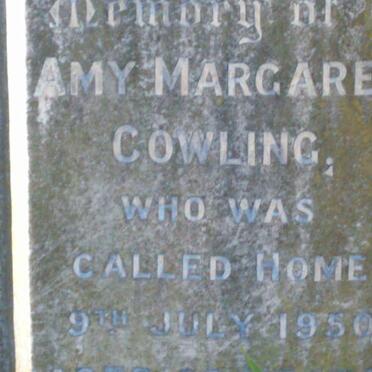 Memory of
AMY MARGARE
COWLING,
WHO WAS
CALLED HOME
9TH JULY 1950